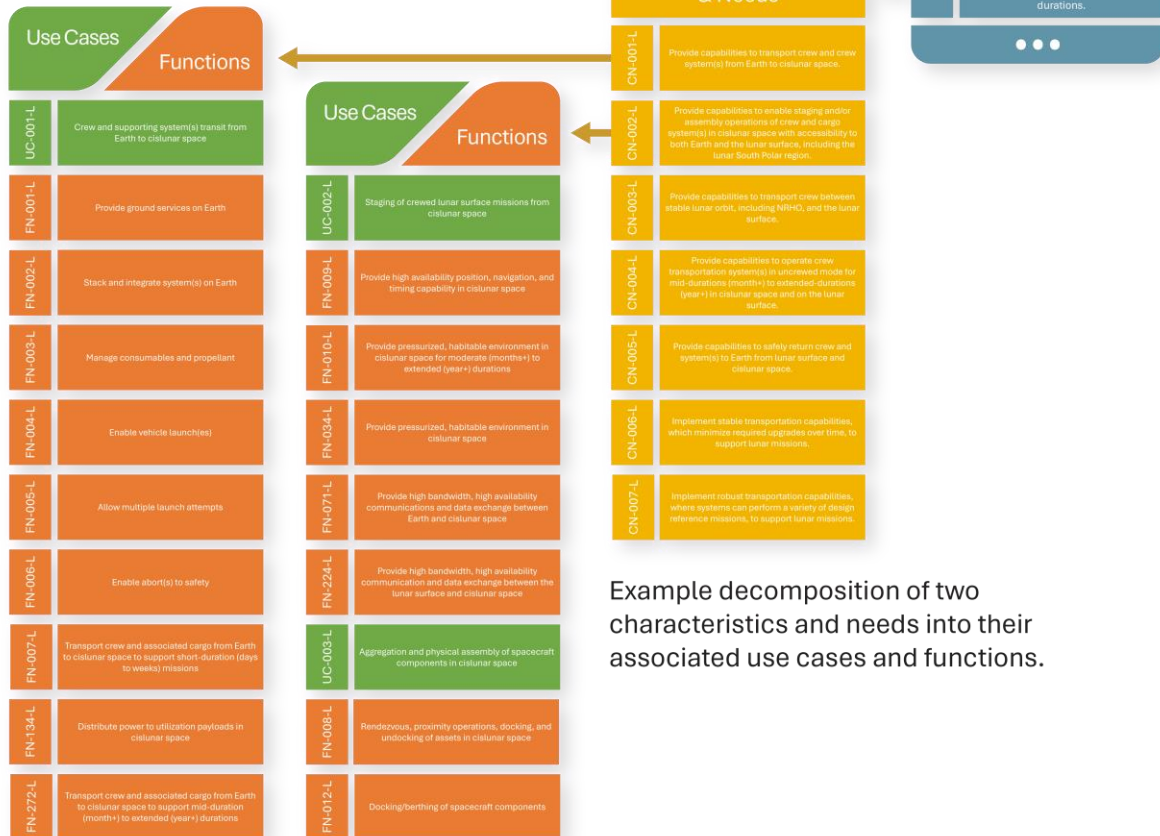 Use Cases
Functions
UC-001-L
Crew and supporting system(s) transit from
Earth to cislunar space
FN-001-L
Provide ground services on Earth
FN-002-L
Stack and integrate system(s) on Earth
FN-003-L
Manage consumables and propellant
FN-004-L
Enable vehicle launch(es)
FN-005-L
Allow multiple launch attempts
FN-006-L
Enable abort(s) to safety
FN-007-L
Transport crew and associated cargo from Earth
to cislunar space to support short-duration (days
to weeks) missions
FN-134-L
Distribute power to utilization payloads in
cislunar space
FN-272-L
Transport crew and associated cargo from Earth
to cislunar space to support mid-duration
(month+) to extended (year+) durations
Use Cases
Functions
UC-002-L
Staging of crewed lunar surface missions from
cislunar space
FN-009-L
Provide high availability position, navigation, and
timing capability in cislunar space
FN-010-L
Provide pressurized, habitable environment in
cislunar space for moderate (months+) to
extended (year+) durations
FN-034-L
Provide pressurized, habitable environment in
cislunar space
FN-071-L
Provide high bandwidth, high availability
communications and data exchange between
Earth and cislunar space
FN-224-L
Provide high bandwidth, high availability
communication and data exchange between the
lunar surface and cislunar space
UC-003-L
Aggregation and physical assembly of spacecraft
components in cislunar space
FN-008-L
Rendezvous, proximity operations, docking, and
undocking of assets in cislunar space
FN-012-L
Docking/berthing of spacecraft components
& Needs
CN-001-L
Provide capabilities to transport crew and crew
system(s) from Earth to cislunar space.
CN-002-L
Provide capabilities to enable staging and/or
assembly operations of crew and cargo
system(s) in cislunar space with accessibility to
both Earth and the lunar surface, including the
lunar South Polar region.
CN-003-L
Provide capabilities to transport crew between
stable lunar orbit, including NRHO, and the lunar
surface.
CN-004-L
Provide capabilities to operate crew
transportation system(s) in uncrewed mode for
mid-durations (month+) to extended-durations
(year+) in cislunar space and on the lunar
surface.
CN-005-L
Provide capabilities to safely return crew and
system(s) to Earth from lunar surface and
cislunar space.
CN-006-L
Implement stable transportation capabilities,
which minimize required upgrades over time, to
support lunar missions.
CN-007-L
Implement robust transportation capabilities,
where systems can perform a variety of design
reference missions, to support lunar missions.
durations.
Example decomposition of two
characteristics and needs into their
associated use cases and functions.